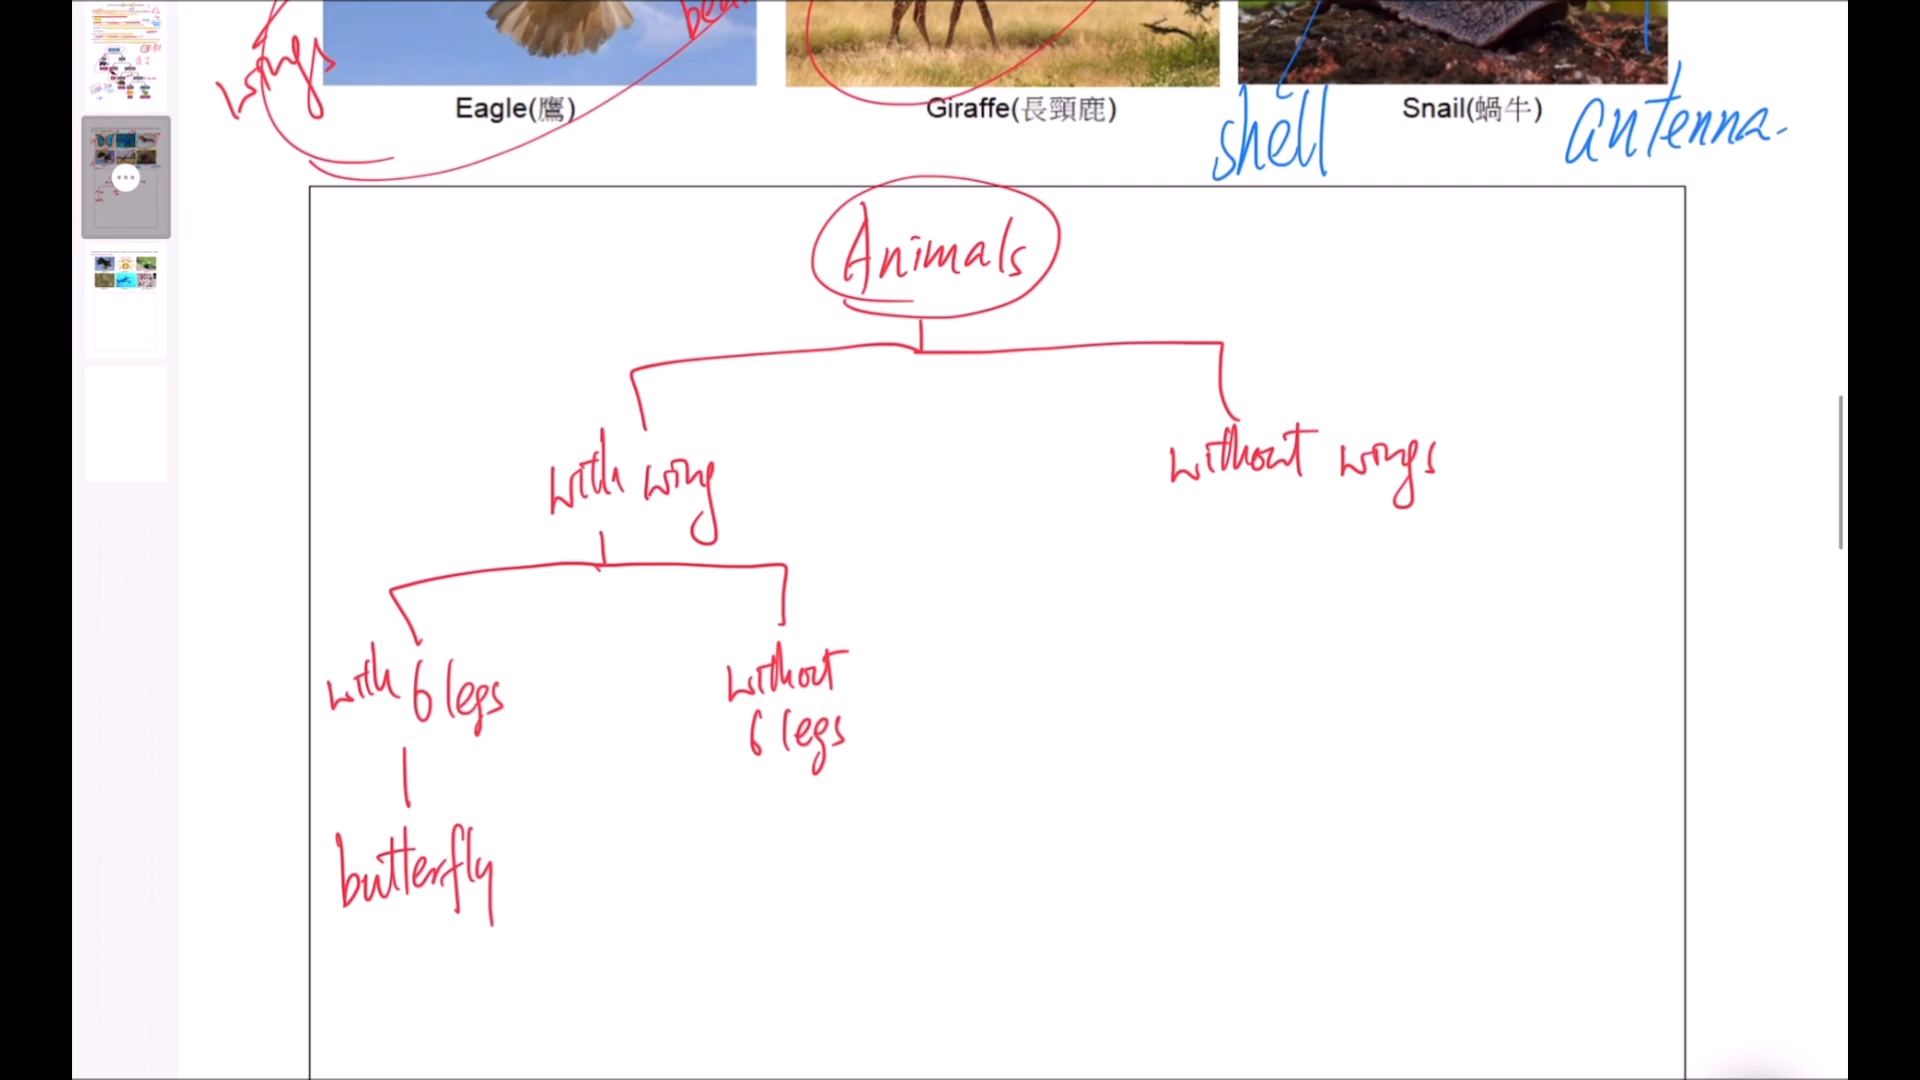 wings
Eagle(鷹)
Giraffe(長頸鹿)
Snail(蝸牛)
shell
antenna.
Animals
with wing
without wings
with 6 legs
without
6 legs
butterfly